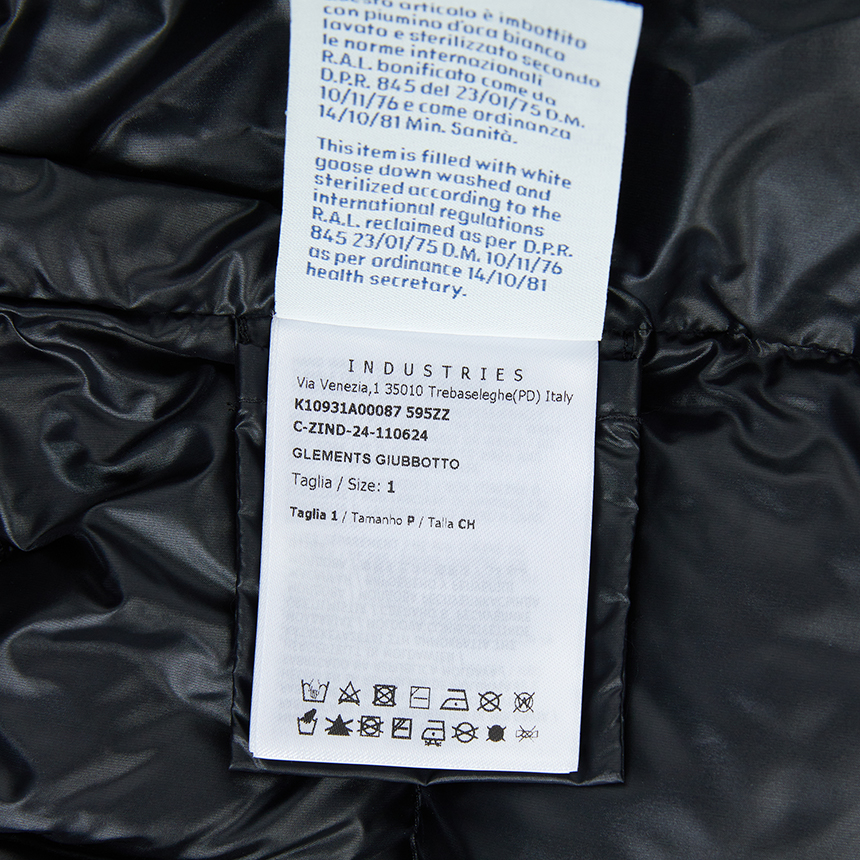 articolo è imbottito
con piumino d'oca bianca
lavato e sterilizzato secondo
le norme internazionali
R.A.L. bonificato come da
D.P.R. 845 del 23/01/75 D.M.
10/11/76 e come ordinanza
14/10/81 Min. Sanità.
This item is filled with white
goose down washed and
sterilized according to the
international regulations
R.A.L. reclaimed as per D.P.R.
845 23/01/75 D.M. 10/11/76
as per ordinance 14/10/81
health secretary.
INDUSTRIES
Via Venezia,1 35010 Trebaseleghe(PD) Italy
K10931A00087 595ZZ
C-ZIND-24-110624
GLEMENTS GIUBBOTTO
Taglia / Size: 1
Taglia 1 / Tamanho P / Talla CH